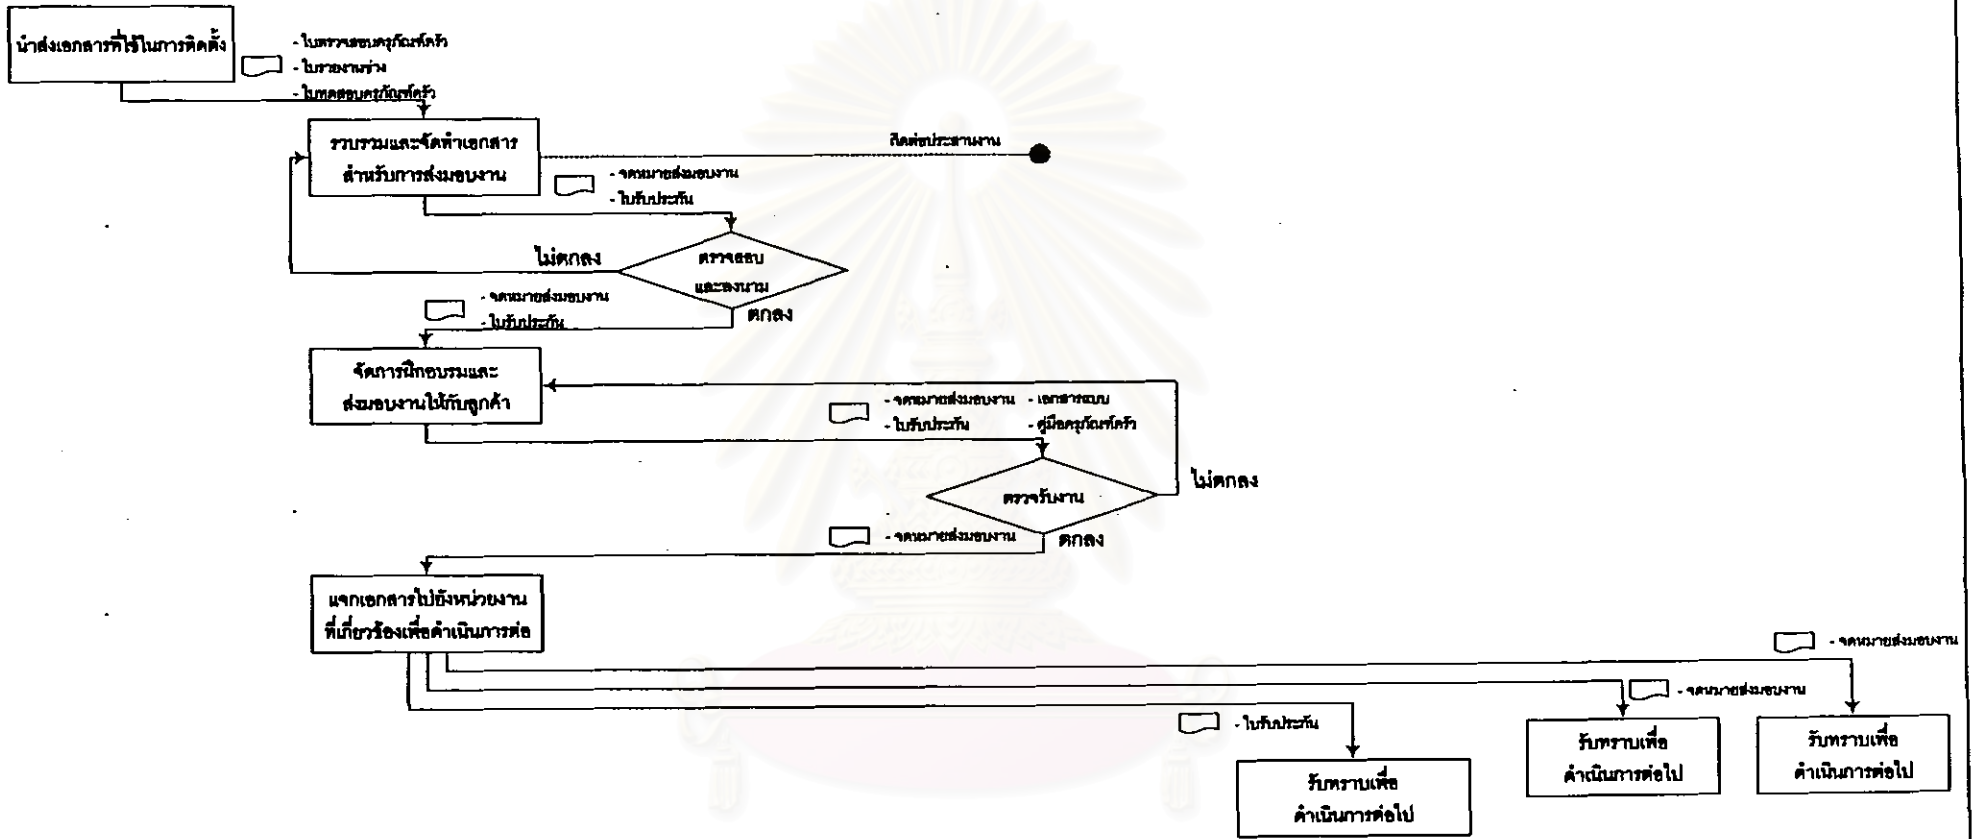 นำส่งเอกสารที่ใช้ในการติดตั้ง
- ใบตรวจสอบครุภัณฑ์ครัว
- ใบรายงานช่าง
- ใบทดสอบครุภัณฑ์ครัว
รวบรวมและจัดทำเอกสาร
สำหรับการส่งมอบงาน
ติดต่อประสานงาน
- จดหมายส่งมอบงาน
- ใบรับประกัน
ไม่ตกลง
ตรวจสอบ
และลงนาม
- จดหมายส่งมอบงาน
ตกลง
- ใบรับประกัน
จัดการฝึกอบรมและ
ส่งมอบงานให้กับลูกค้า
- จดหมายส่งมอบงาน - เอกสารแบบ
- ใบรับประกัน - คู่มือครุภัณฑ์ครัว
ไม่ตกลง
ตรวจรับงาน
- จดหมายส่งมอบงาน
ตกลง
แจกเอกสารไปยังหน่วยงาน
ที่เกี่ยวข้องเพื่อดำเนินการต่อ
- จดหมายส่งมอบงาน
- จดหมายส่งมอบงาน
- ใบรับประกัน
รับทราบเพื่อ
ดำเนินการต่อไป
รับทราบเพื่อ
ดำเนินการต่อไป
รับทราบเพื่อ
ดำเนินการต่อไป